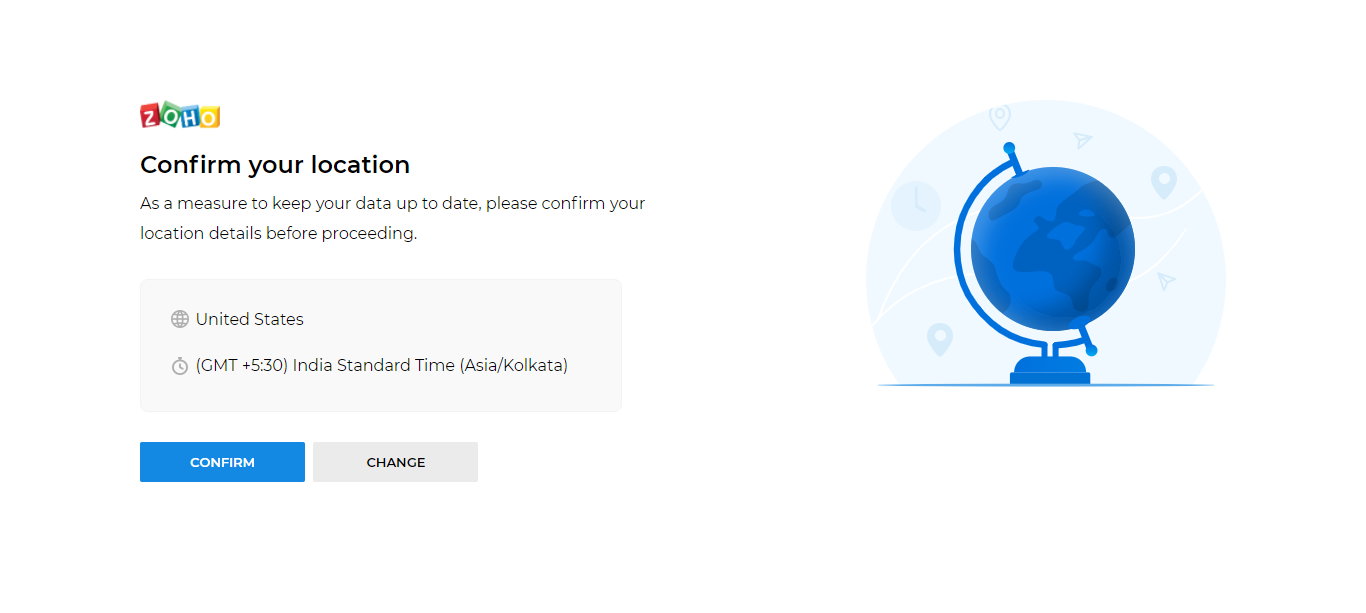 ZOHO
Confirm your location
As a measure to keep your data up to date, please confirm your
location details before proceeding.
United States
(GMT +5:30) India Standard Time (Asia/Kolkata)
CONFIRM CHANGE